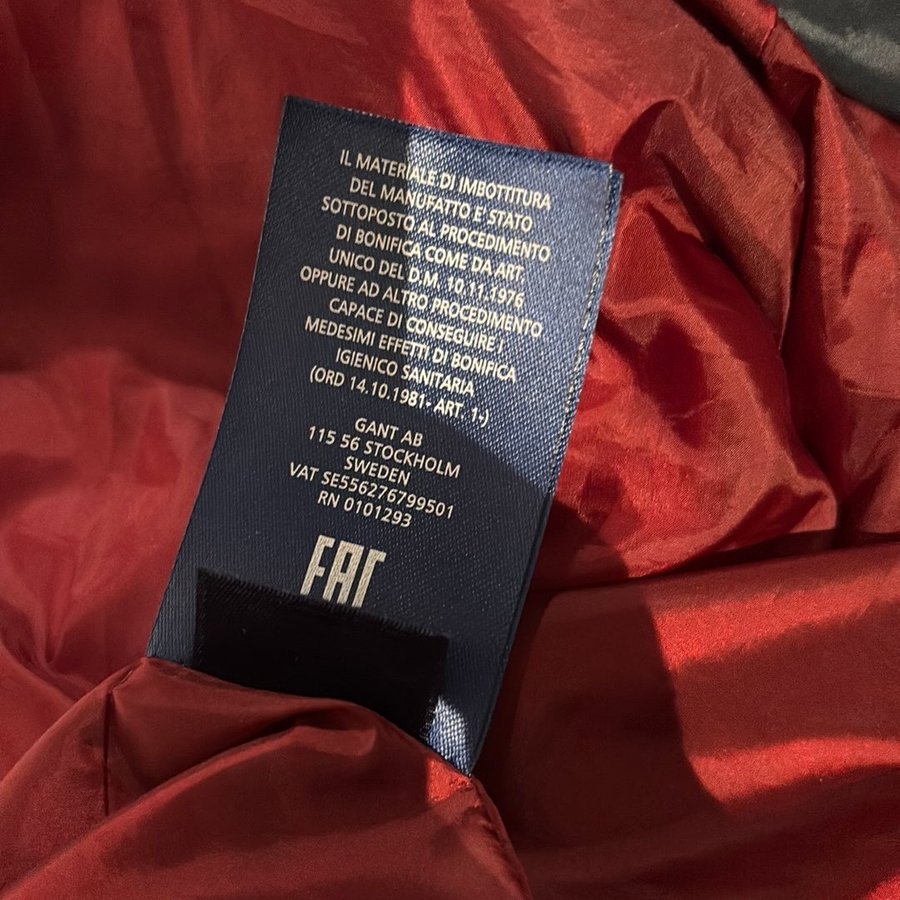 IL MATERIALE DI IMBOTTITURA
DEL MANUFATTO E STATO
SOTTOPOSTO AL PROCEDIMENTO
DI BONIFICA COME DA ART.
UNICO DEL D.M. 10.11.1976
OPPURE AD ALTRO PROCEDIMENTO
CAPACE DI CONSEGUIRE I
MEDESIMI EFFETTI DI BONIFICA
IGIENICO SANITARIA
(ORD 14.10.1981- ART. 1-)
GANT AB
115 56 STOCKHOLM
SWEDEN
VAT SE556276799501
RN 0101293
EAC